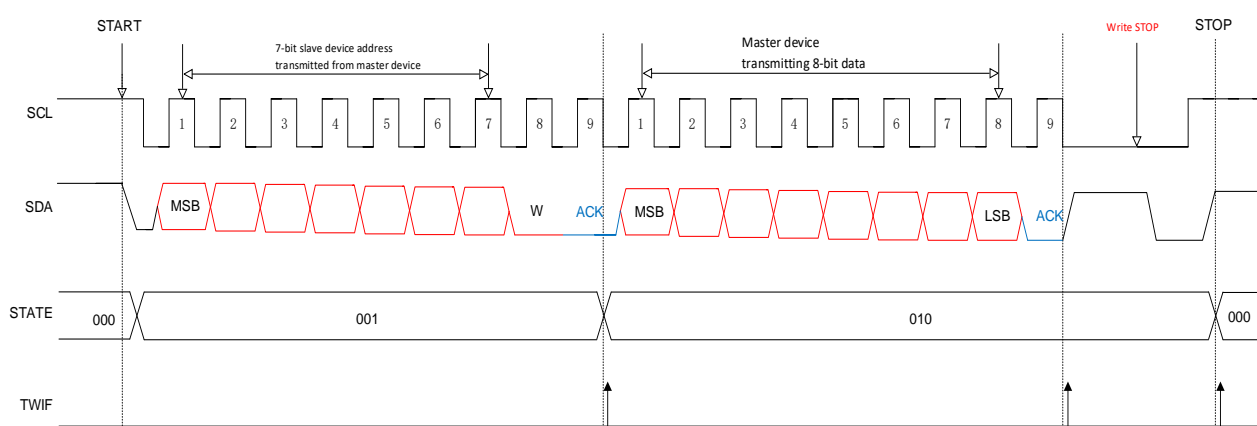 START
STOP
Write STOP
7-bit slave device address
transmitted from master device
Master device
transmitting 8-bit data
SCL
1 2 3 4 5 6 7 8 9 1 2 3 4 5 6 7 8 9
SDA
MSB W ACK MSB LSB ACK
STATE
000 001 010 000
TWIF